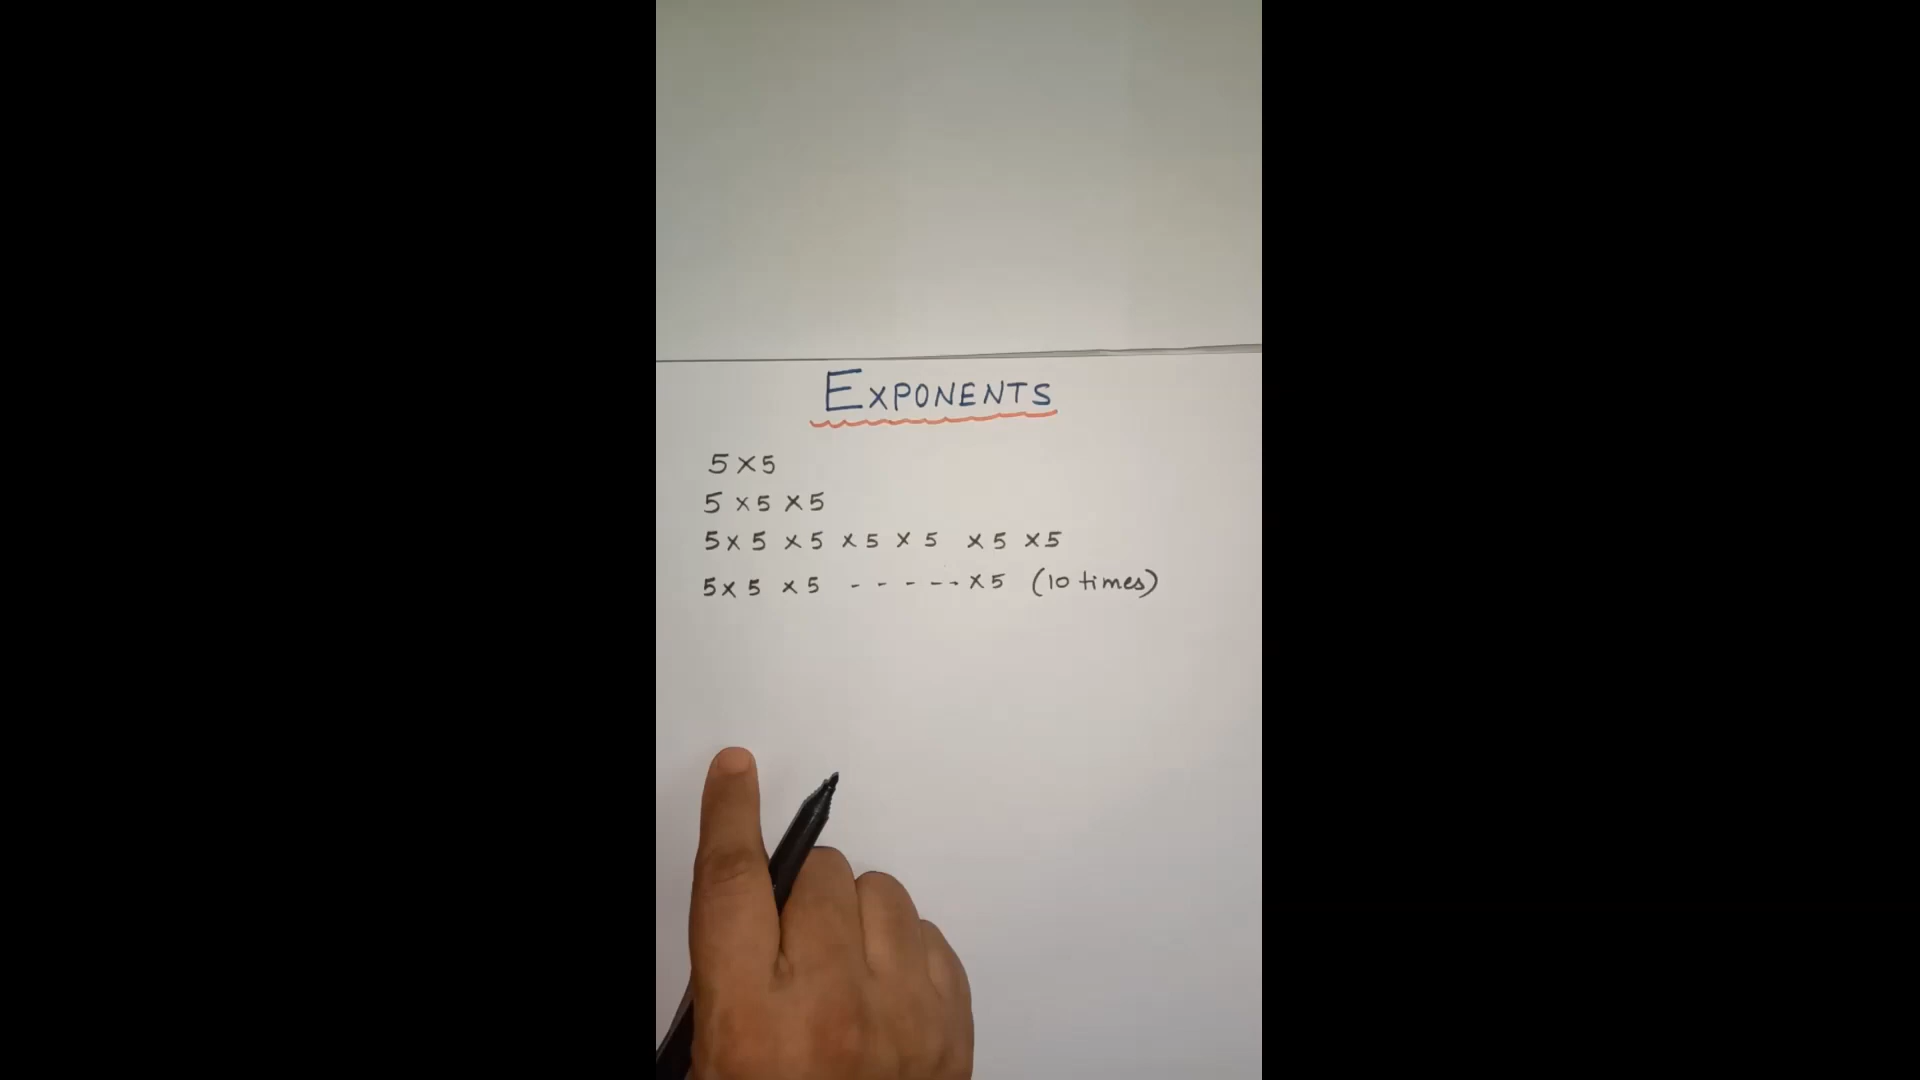 EXPONENTS
5 × 5
5 × 5 × 5
5 × 5 × 5 × 5 × 5 × 5 × 5
5 × 5 × 5 - - - - - × 5 (10 times)